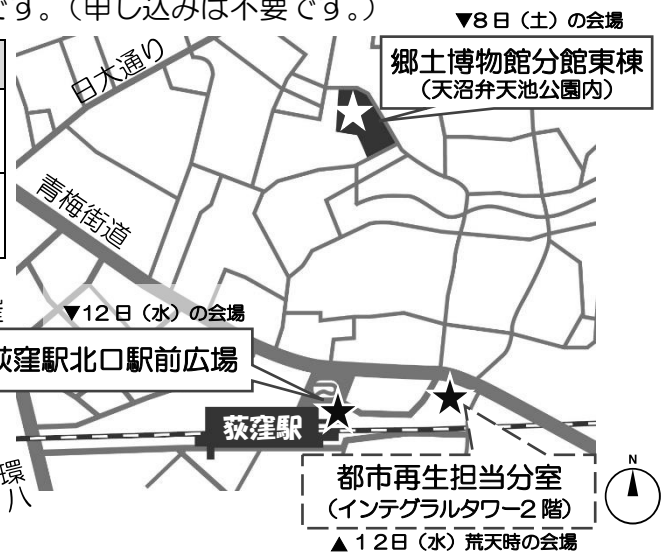 です。（申し込みは不要です。）
▼8日（土）の会場
郷土博物館分館東棟
（天沼弁天池公園内）
日大通り
青梅街道
▼12日（水）の会場
荻窪駅北口駅前広場
荻窪駅
環八
都市再生担当分室
（インテグラルタワー2階）
N
▲12日（水）荒天時の会場